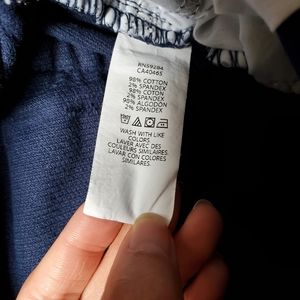 RN59284
CA40465
98% COTTON
2% SPANDEX
98% COTON
2% SPANDEX
98% ALGODON
2% SPANDEX
WASH WITH LIKE
COLORS
LAVER AVEC DES
COULEURS SIMILAIRES
LAVAR CON COLORES
SIMILARES